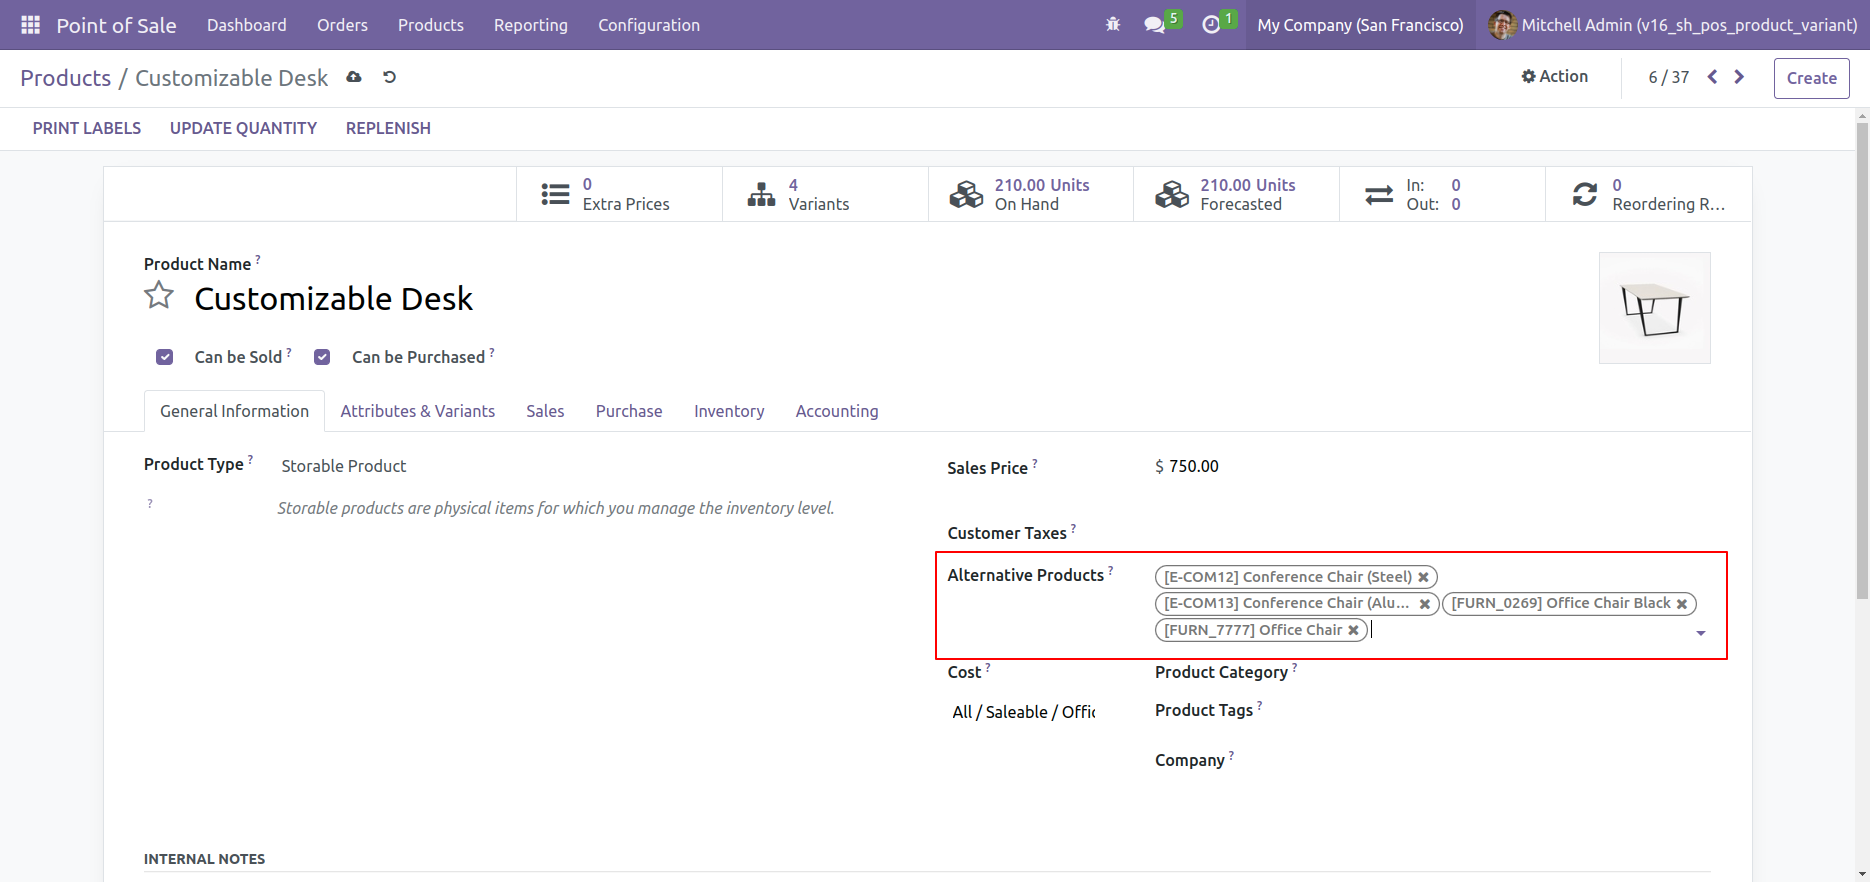 Point of Sale Dashboard Orders Products Reporting Configuration 5 1 My Company (San Francisco) Mitchell Admin (v16_sh_pos_product_variant)
Products / Customizable Desk Action 6 / 37 Create
PRINT LABELS UPDATE QUANTITY REPLENISH
0 4 210.00 Units 210.00 Units In: 0 0
Extra Prices Variants On Hand Forecasted Out: 0 Reordering R...
Product Name ?
Customizable Desk
Can be Sold ? Can be Purchased ?
General Information Attributes & Variants Sales Purchase Inventory Accounting
Product Type ? Storable Product Sales Price ? $ 750.00
? Storable products are physical items for which you manage the inventory level.
Customer Taxes ?
Alternative Products ? [E-COM12] Conference Chair (Steel) ✖
[E-COM13] Conference Chair (Alu... ✖ [FURN_0269] Office Chair Black ✖
[FURN_7777] Office Chair ✖
Cost ? Product Category ?
All / Saleable / Offic Product Tags ?
Company ?
INTERNAL NOTES